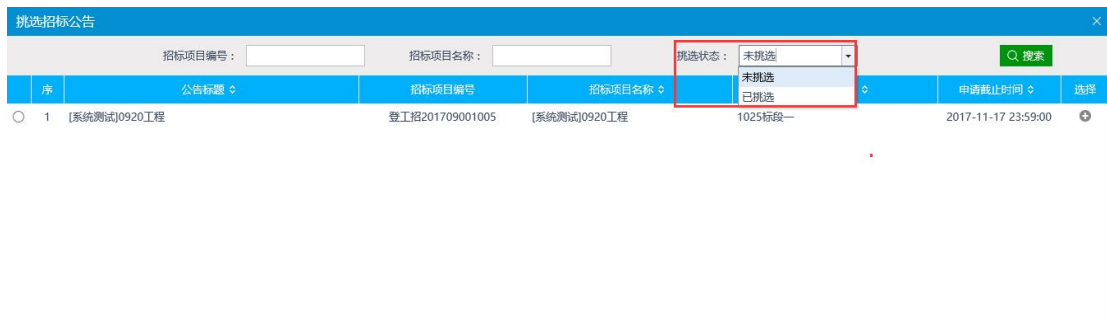 挑选招标公告
招标项目编号： 招标项目名称： 挑选状态： 未挑选 搜索
未挑选
已挑选
序 公告标题 招标项目编号 招标项目名称 申请截止时间 选择
1 [系统测试]0920工程 登工招201709001005 [系统测试]0920工程 1025标段一 2017-11-17 23:59:00